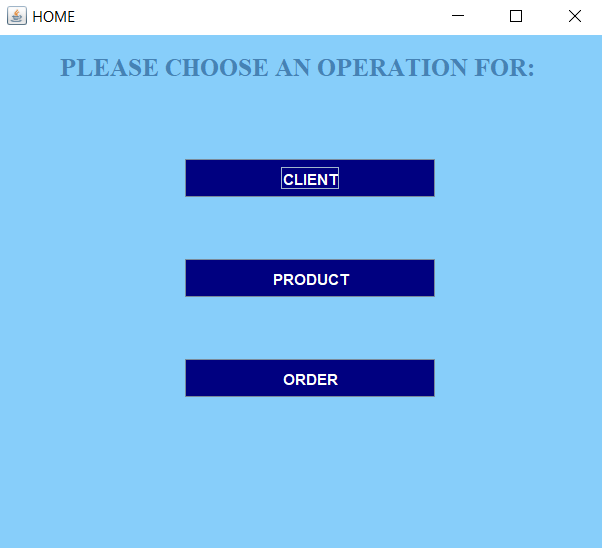 HOME
PLEASE CHOOSE AN OPERATION FOR:
CLIENT
PRODUCT
ORDER